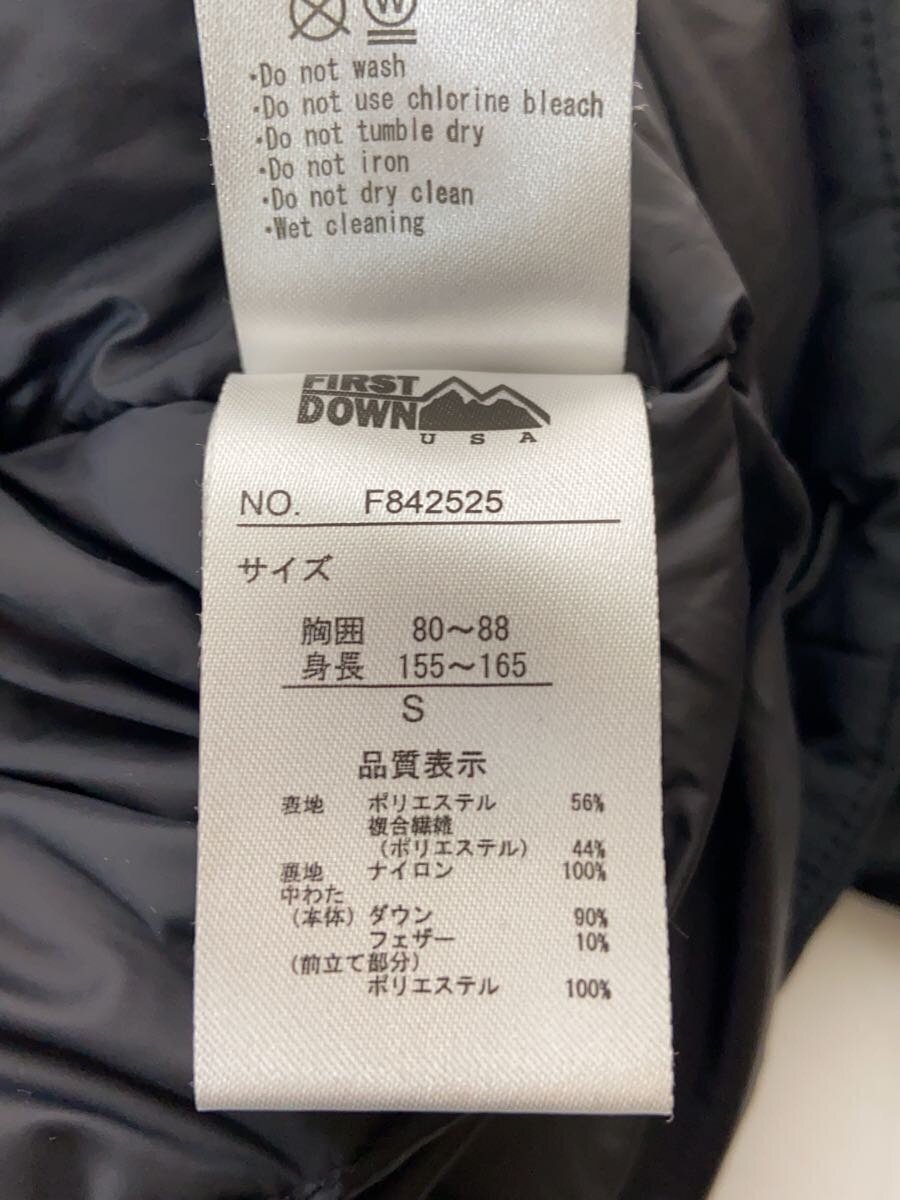 W
・Do not wash
・Do not use chlorine bleach
・Do not tumble dry
・Do not iron
・Do not dry clean
・Wet cleaning
FIRST
DOWN
USA
NO. F842525
サイズ
胸囲 80～88
身長 155～165
S
品質表示
表地 ポリエステル 56%
複合繊維
（ポリエステル） 44%
裏地 ナイロン 100%
中わた
（本体）ダウン 90%
フェザー 10%
（前立て部分）
ポリエステル 100%